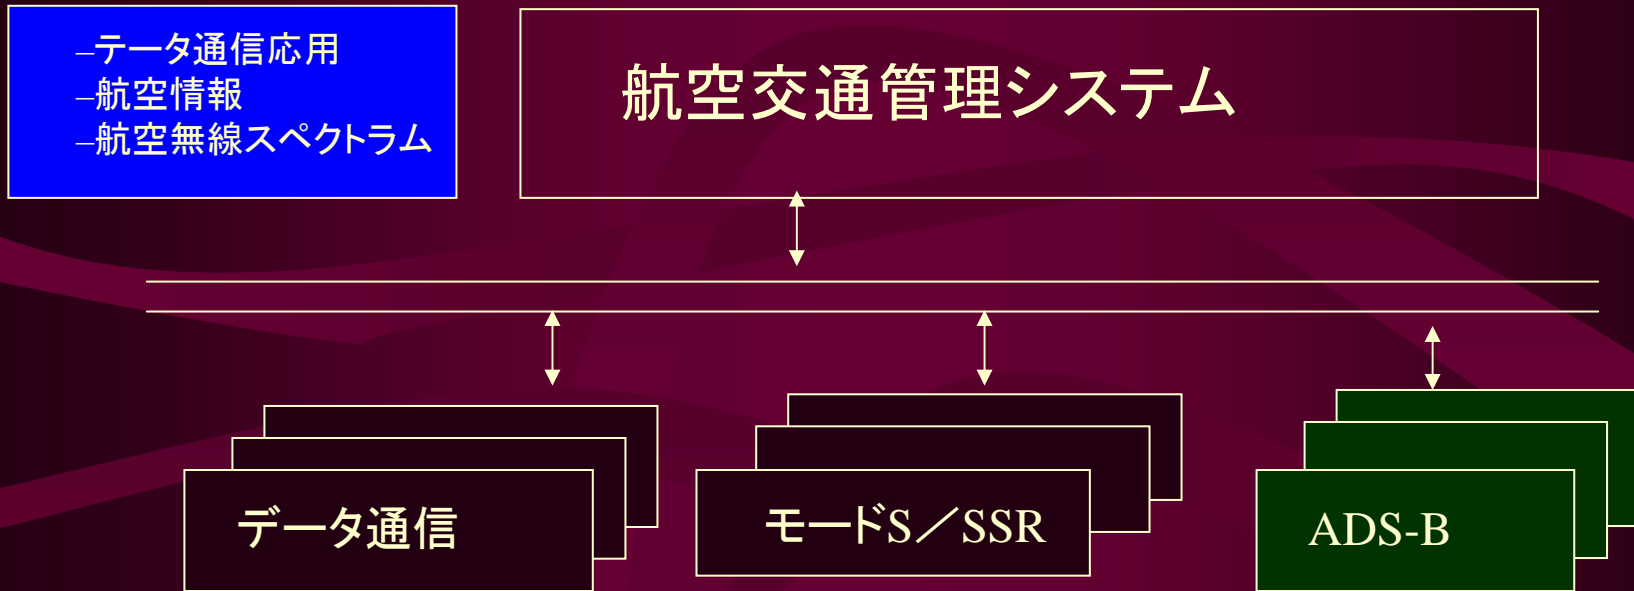 –テータ通信応用
–航空情報
–航空無線スペクトラム
航空交通管理システム
データ通信
モードS／SSR
ADS-B